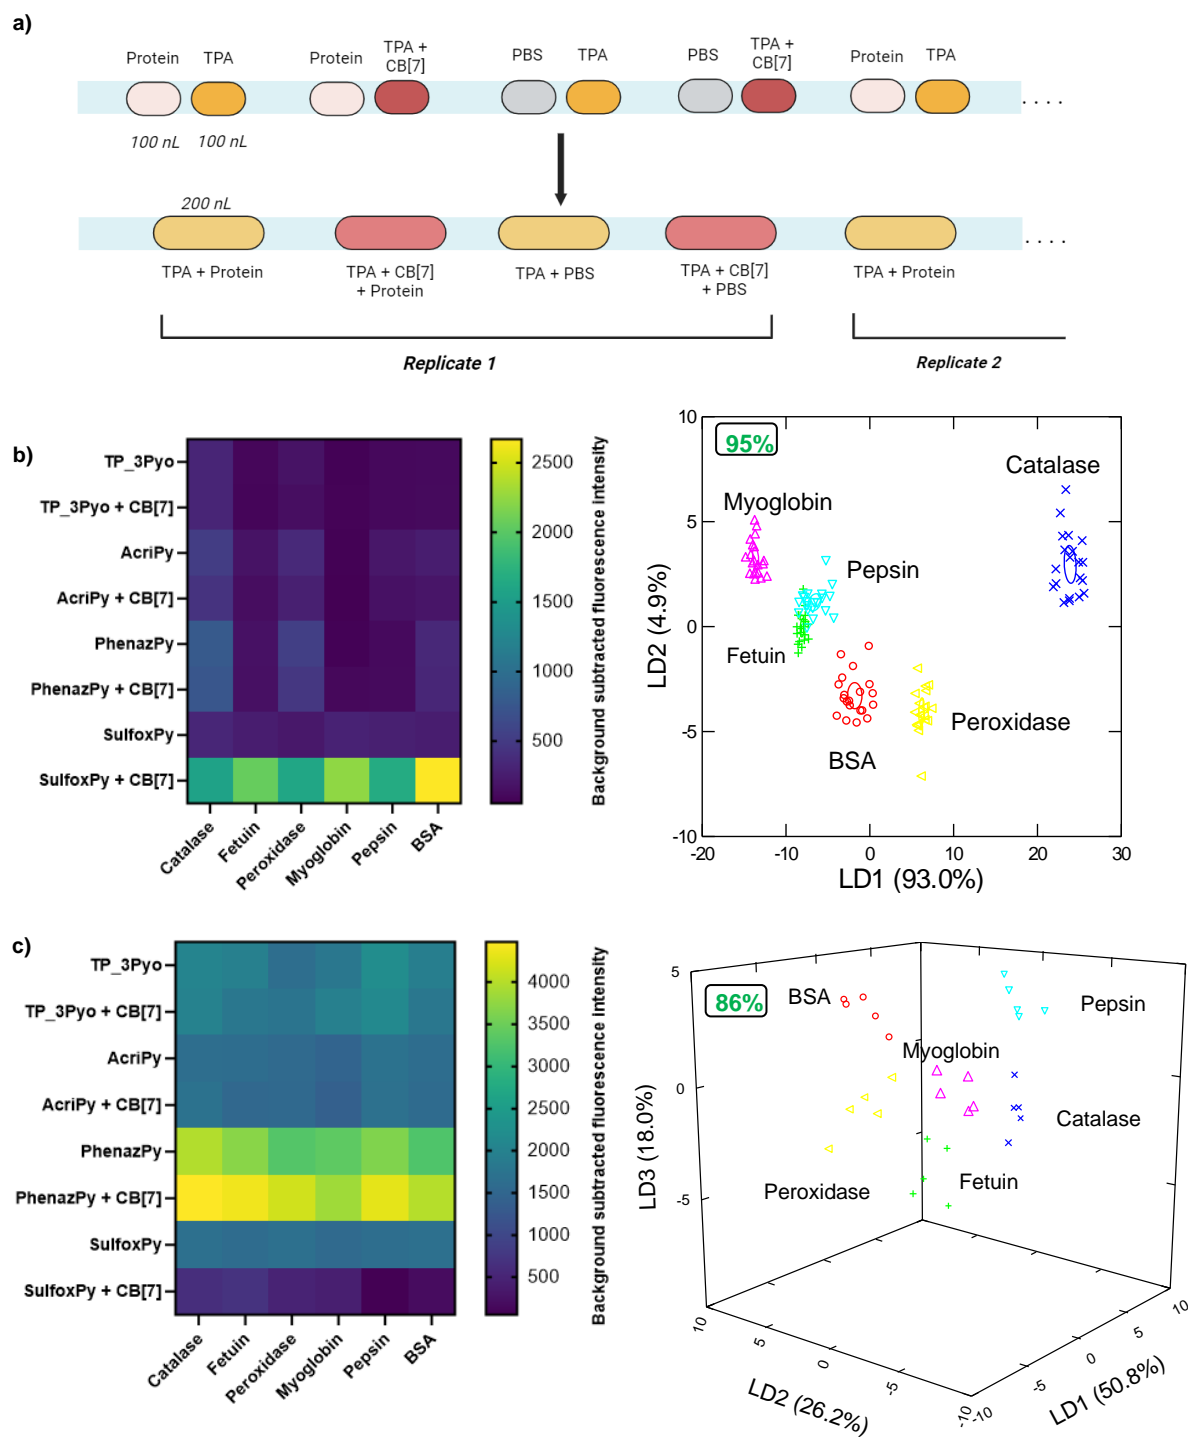 a)
Protein
TPA
Protein
TPA +
CB[7]
PBS
TPA
PBS
TPA +
CB[7]
Protein
TPA
. . . .
100 nL
100 nL
200 nL
. . . .
TPA + Protein
TPA + CB[7]
+ Protein
TPA + PBS
TPA + CB[7]
+ PBS
TPA + Protein
Replicate 1
Replicate 2
b)
TP_3Pyo
TP_3Pyo + CB[7]
AcriPy
AcriPy + CB[7]
PhenazPy
PhenazPy + CB[7]
SulfoxPy
SulfoxPy + CB[7]
Catalase
Fetuin
Peroxidase
Myoglobin
Pepsin
BSA
2500
2000
1500
1000
500
Background subtracted fluorescence intensity
95%
Catalase
Myoglobin
Pepsin
Fetuin
BSA
Peroxidase
10
5
0
-5
-10
LD2 (4.9%)
-20
-10
0
10
20
30
LD1 (93.0%)
c)
TP_3Pyo
TP_3Pyo + CB[7]
AcriPy
AcriPy + CB[7]
PhenazPy
PhenazPy + CB[7]
SulfoxPy
SulfoxPy + CB[7]
Catalase
Fetuin
Peroxidase
Myoglobin
Pepsin
BSA
4000
3500
3000
2500
2000
1500
1000
500
Background subtracted fluorescence Intensity
86%
BSA
Pepsin
Myoglobin
Catalase
Peroxidase
Fetuin
5
0
-5
LD3 (18.0%)
10
5
0
-5
-10
LD2 (26.2%)
-10
-5
0
5
10
LD1 (50.8%)